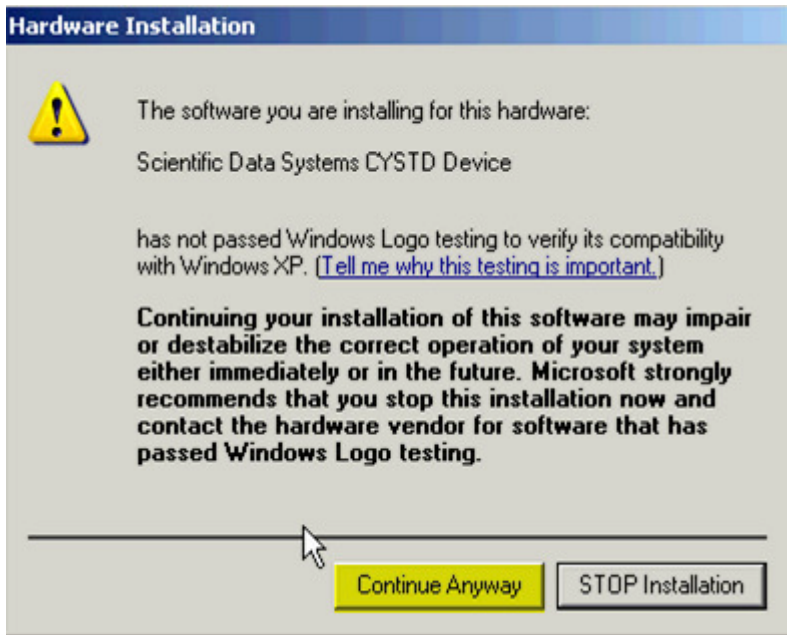 Hardware Installation
The software you are installing for this hardware:
Scientific Data Systems CYSTD Device
has not passed Windows Logo testing to verify its compatibility
with Windows XP. (Tell me why this testing is important.)
Continuing your installation of this software may impair
or destabilize the correct operation of your system
either immediately or in the future. Microsoft strongly
recommends that you stop this installation now and
contact the hardware vendor for software that has
passed Windows Logo testing.
Continue Anyway
STOP Installation